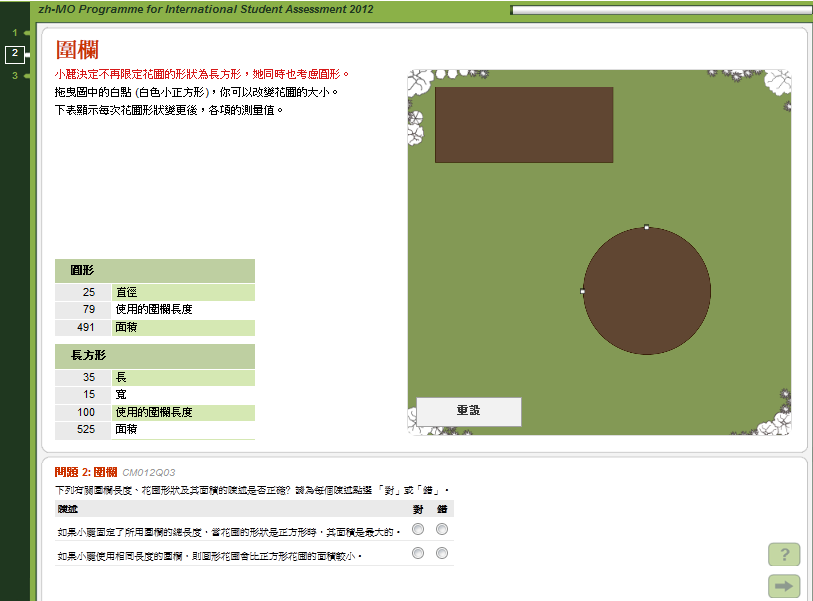 zh-MO Programme for International Student Assessment 2012
1
2
3
圍欄
小麗決定不再限定花圃的形狀為長方形，她同時也考慮圓形。
拖曳圖中的白點 (白色小正方形)，你可以改變花圃的大小。
下表顯示每次花圃形狀變更後，各項的測量值。
圓形
25 直徑
79 使用的圍欄長度
491 面積
長方形
35 長
15 寬
100 使用的圍欄長度
525 面積
重設
問題 2: 圍欄 CM012Q03
下列有關圍欄長度、花圃形狀及其面積的陳述是否正確？請為每個陳述點選「對」或「錯」。
陳述 對 錯
如果小麗固定了所用圍欄的總長度，當花圃的形狀是正方形時，其面積是最大的。
如果小麗使用相同長度的圍欄，則圓形花圃會比正方形花圃的面積較小。
?